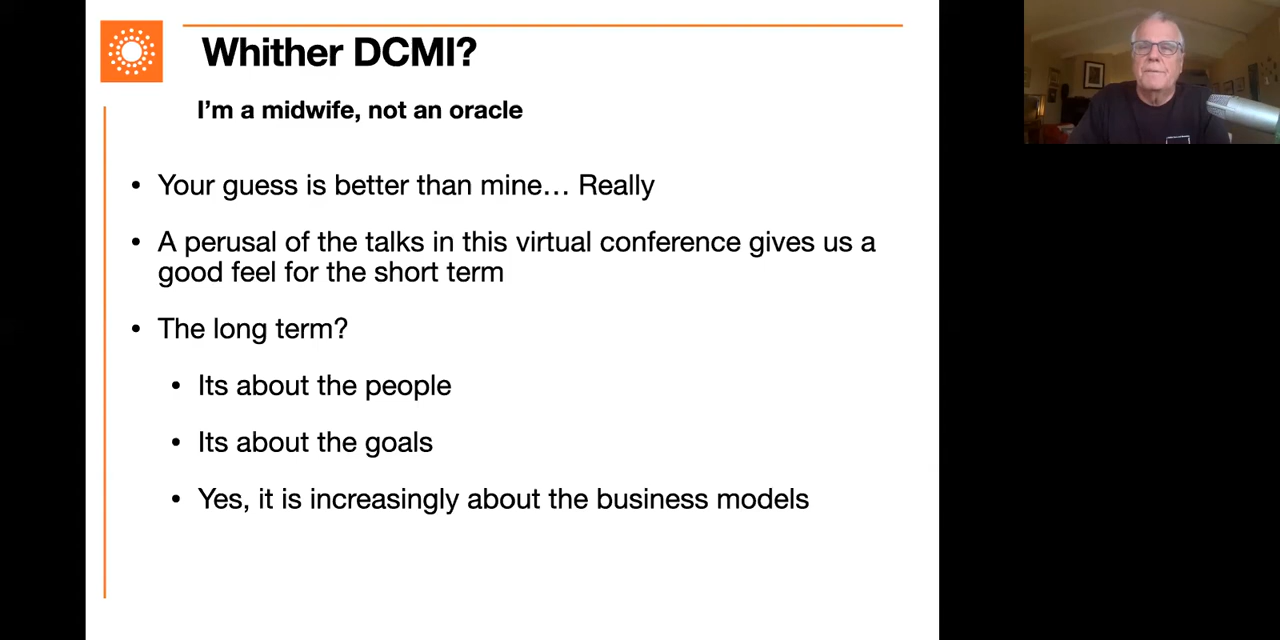 Whither DCMI?
I'm a midwife, not an oracle
• Your guess is better than mine... Really
• A perusal of the talks in this virtual conference gives us a
good feel for the short term
• The long term?
• Its about the people
• Its about the goals
• Yes, it is increasingly about the business models